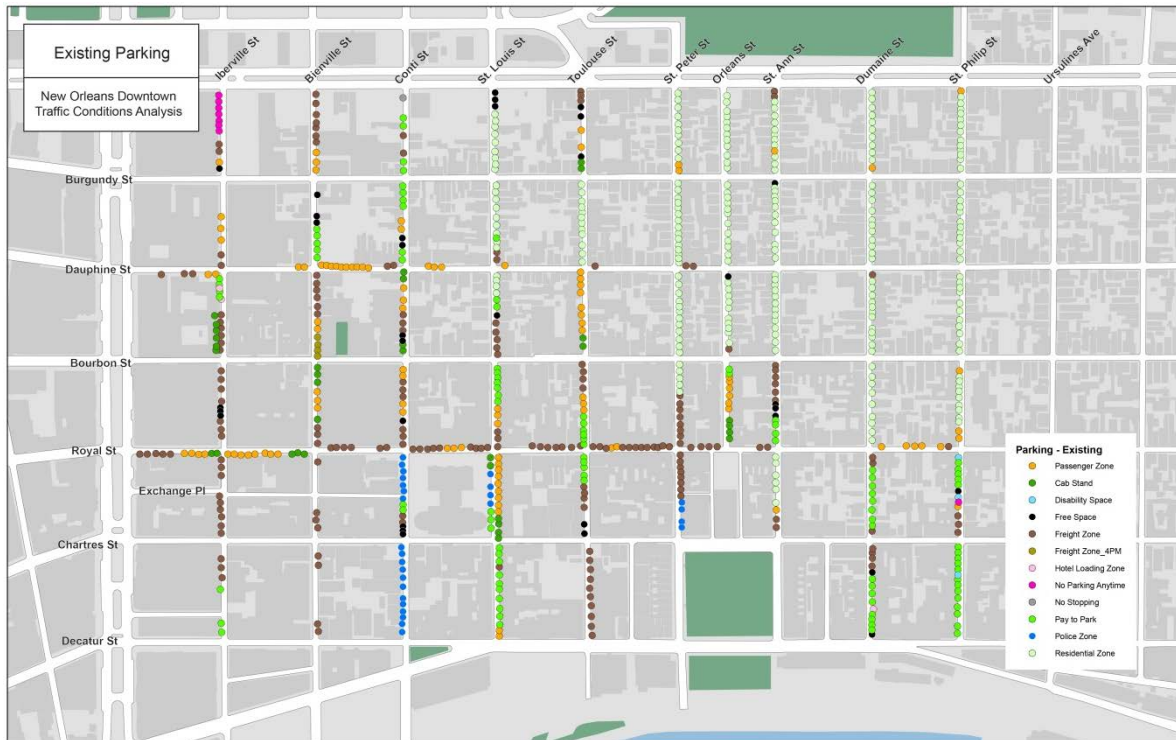 Existing Parking
New Orleans Downtown
Traffic Conditions Analysis
Iberville St
Bienville St
Conti St
St. Louis St
Toulouse St
St. Peter St
Orleans St
St. Ann St
Dumaine St
St. Philip St
Ursulines Ave
Burgundy St
Dauphine St
Bourbon St
Royal St
Exchange Pl
Chartres St
Decatur St
Parking - Existing
Passenger Zone
Cab Stand
Disability Space
Free Space
Freight Zone
Freight Zone_4PM
Hotel Loading Zone
No Parking Anytime
No Stopping
Pay to Park
Police Zone
Residential Zone